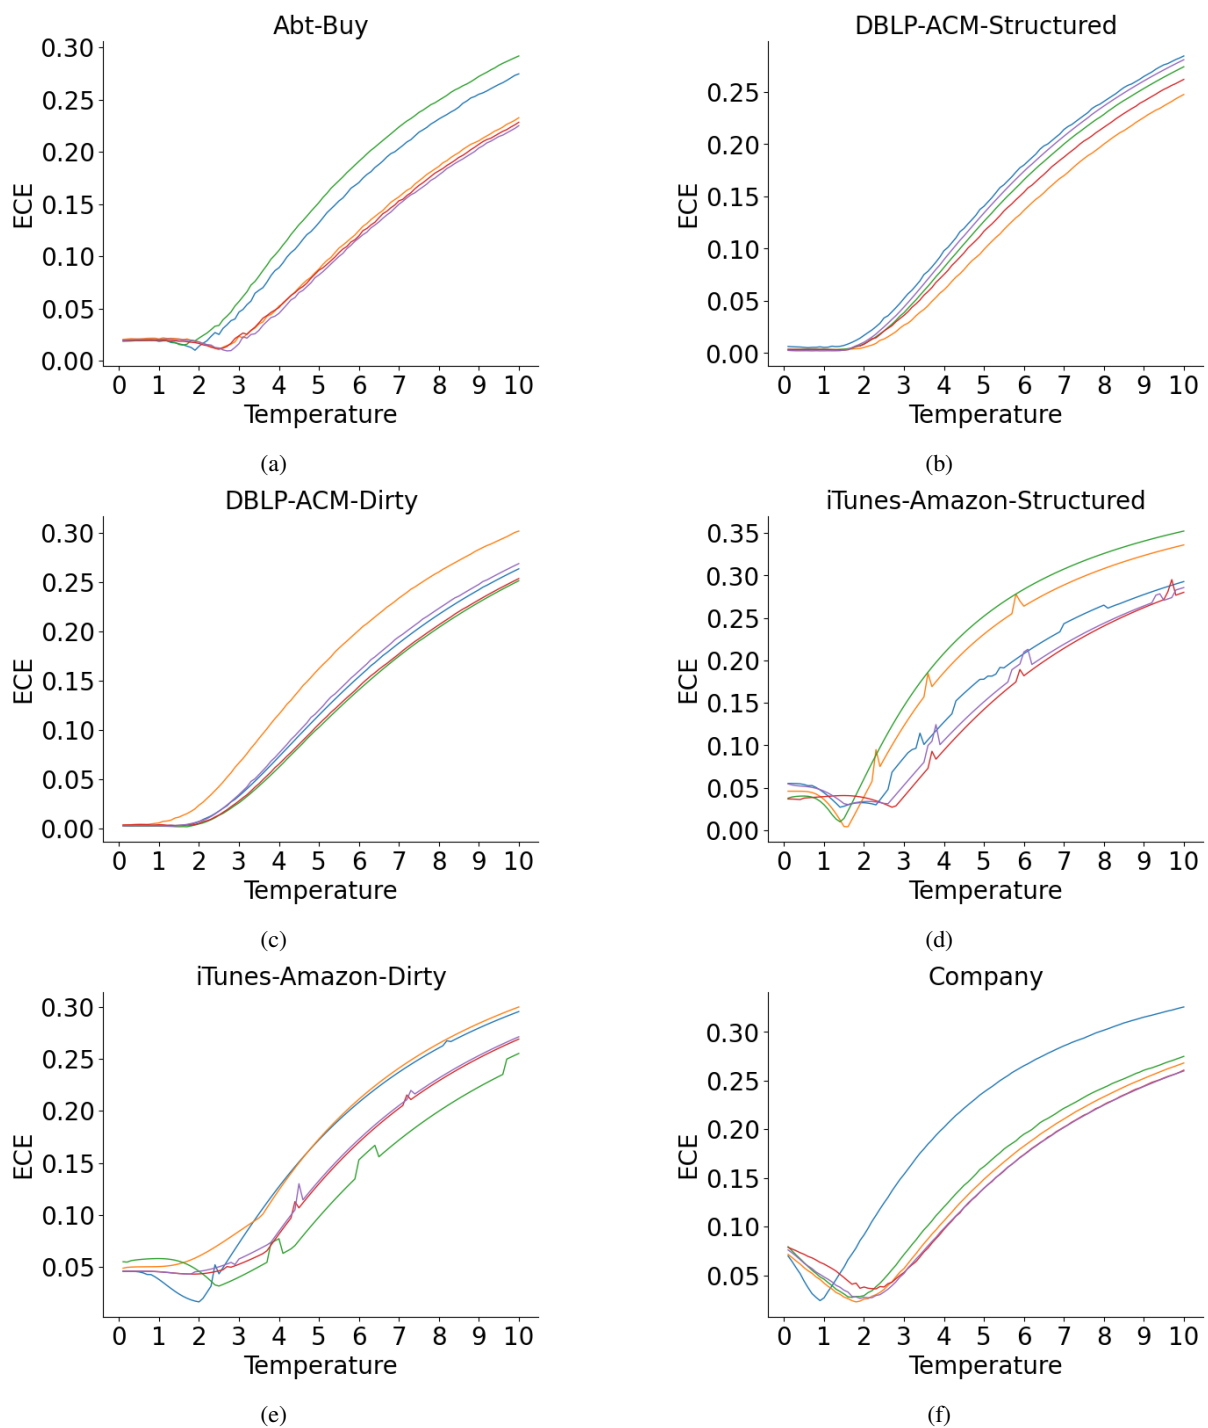 Abt-Buy
0.30
0.25
0.20
0.15
0.10
0.05
0.00
ECE
0 1 2 3 4 5 6 7 8 9 10
Temperature
(a)
DBLP-ACM-Structured
0.25
0.20
0.15
0.10
0.05
0.00
ECE
0 1 2 3 4 5 6 7 8 9 10
Temperature
(b)
DBLP-ACM-Dirty
0.30
0.25
0.20
0.15
0.10
0.05
0.00
ECE
0 1 2 3 4 5 6 7 8 9 10
Temperature
(c)
iTunes-Amazon-Structured
0.35
0.30
0.25
0.20
0.15
0.10
0.05
0.00
ECE
0 1 2 3 4 5 6 7 8 9 10
Temperature
(d)
iTunes-Amazon-Dirty
0.30
0.25
0.20
0.15
0.10
0.05
ECE
0 1 2 3 4 5 6 7 8 9 10
Temperature
(e)
Company
0.30
0.25
0.20
0.15
0.10
0.05
ECE
0 1 2 3 4 5 6 7 8 9 10
Temperature
(f)